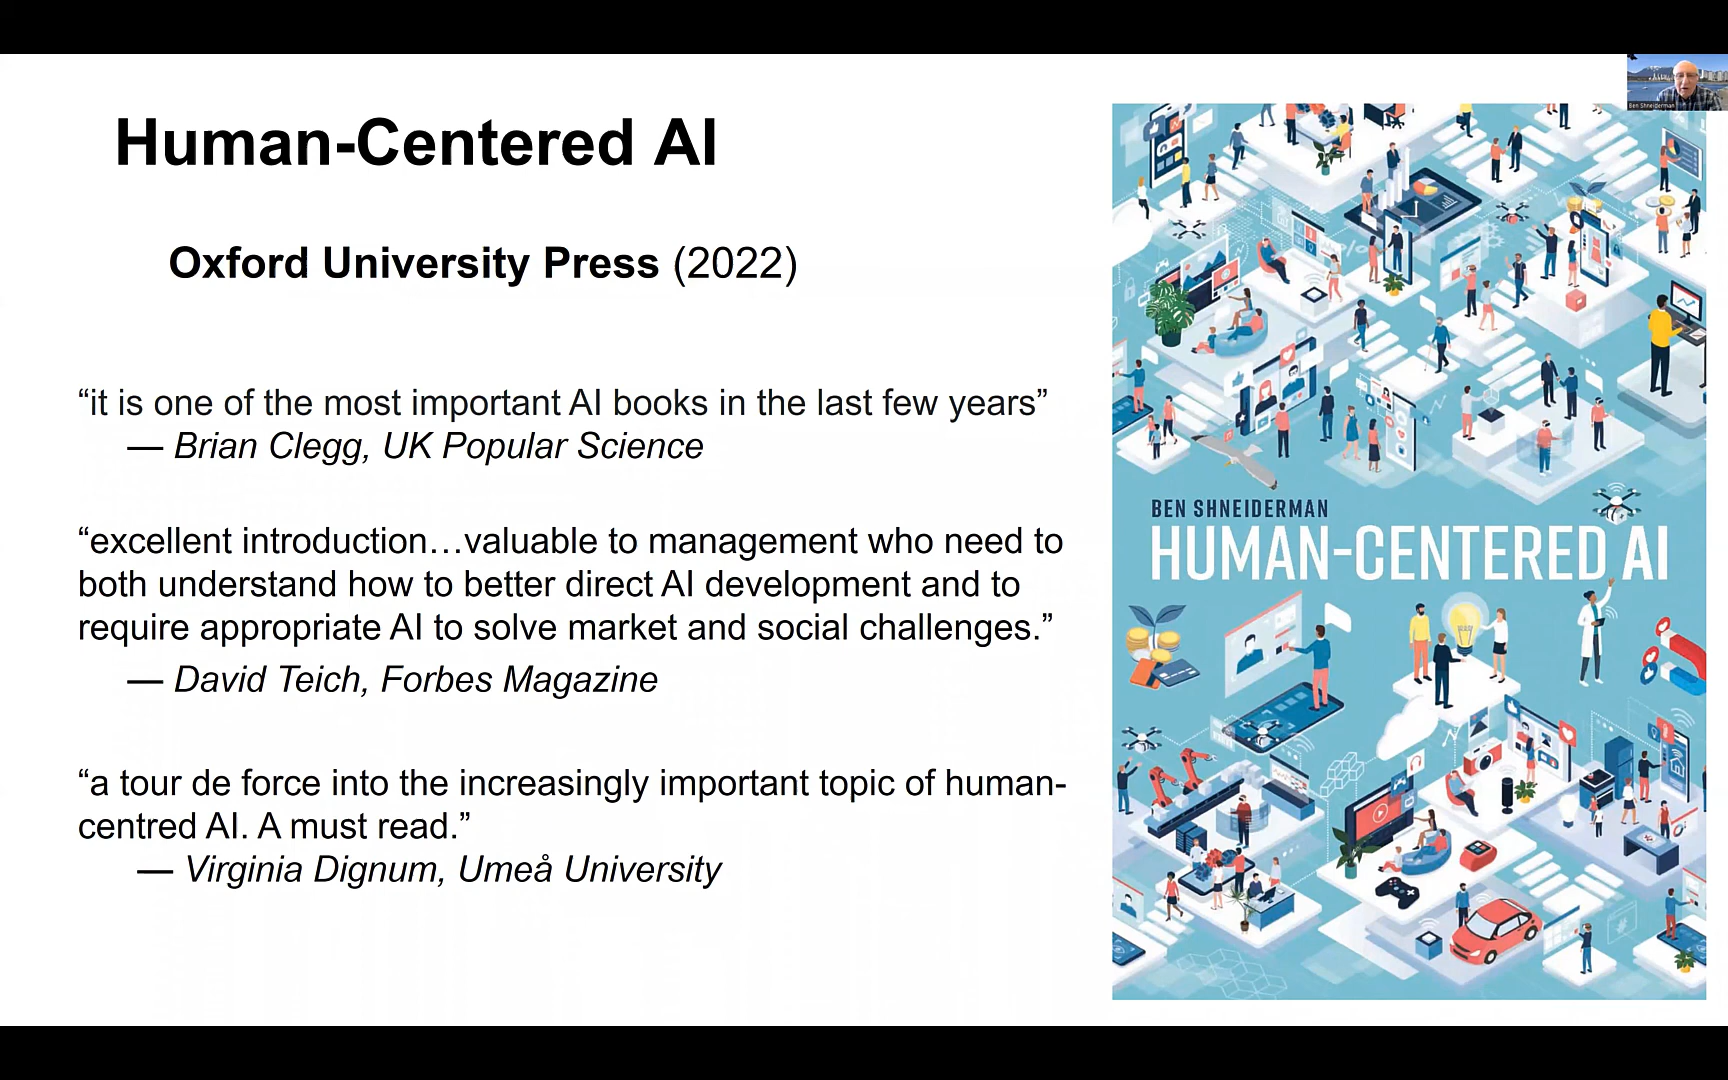 Human-Centered AI
Oxford University Press (2022)
“it is one of the most important AI books in the last few years”
— Brian Clegg, UK Popular Science
“excellent introduction…valuable to management who need to
both understand how to better direct AI development and to
require appropriate AI to solve market and social challenges.”
— David Teich, Forbes Magazine
“a tour de force into the increasingly important topic of human-
centred AI. A must read.”
— Virginia Dignum, Umeå University
Ben Shneiderman
BEN SHNEIDERMAN
HUMAN-CENTERED AI